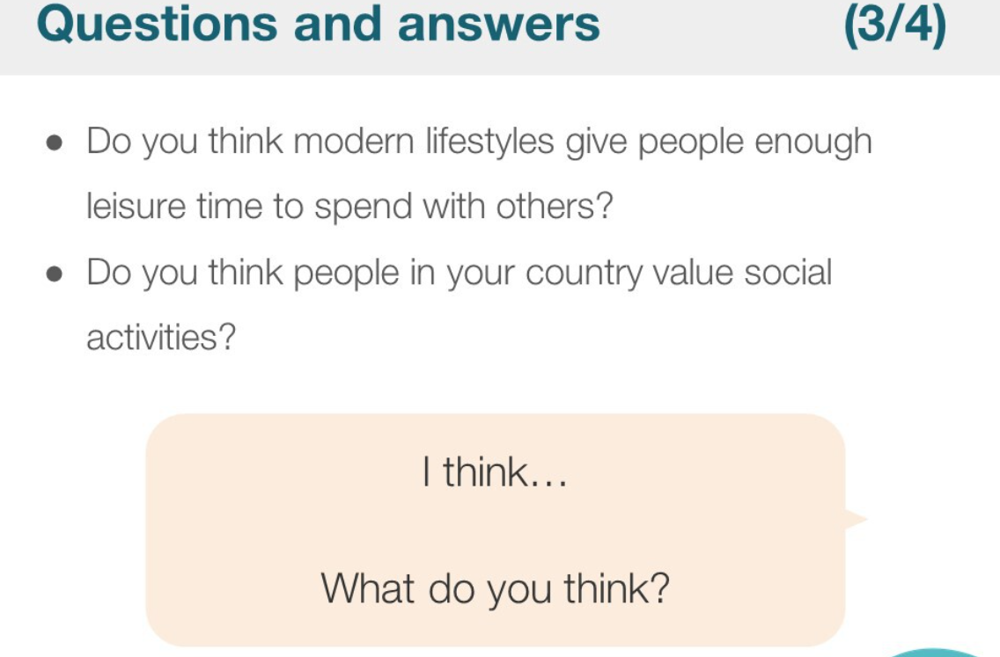 Questions and answers (3/4)
• Do you think modern lifestyles give people enough
leisure time to spend with others?
• Do you think people in your country value social
activities?
I think…
What do you think?